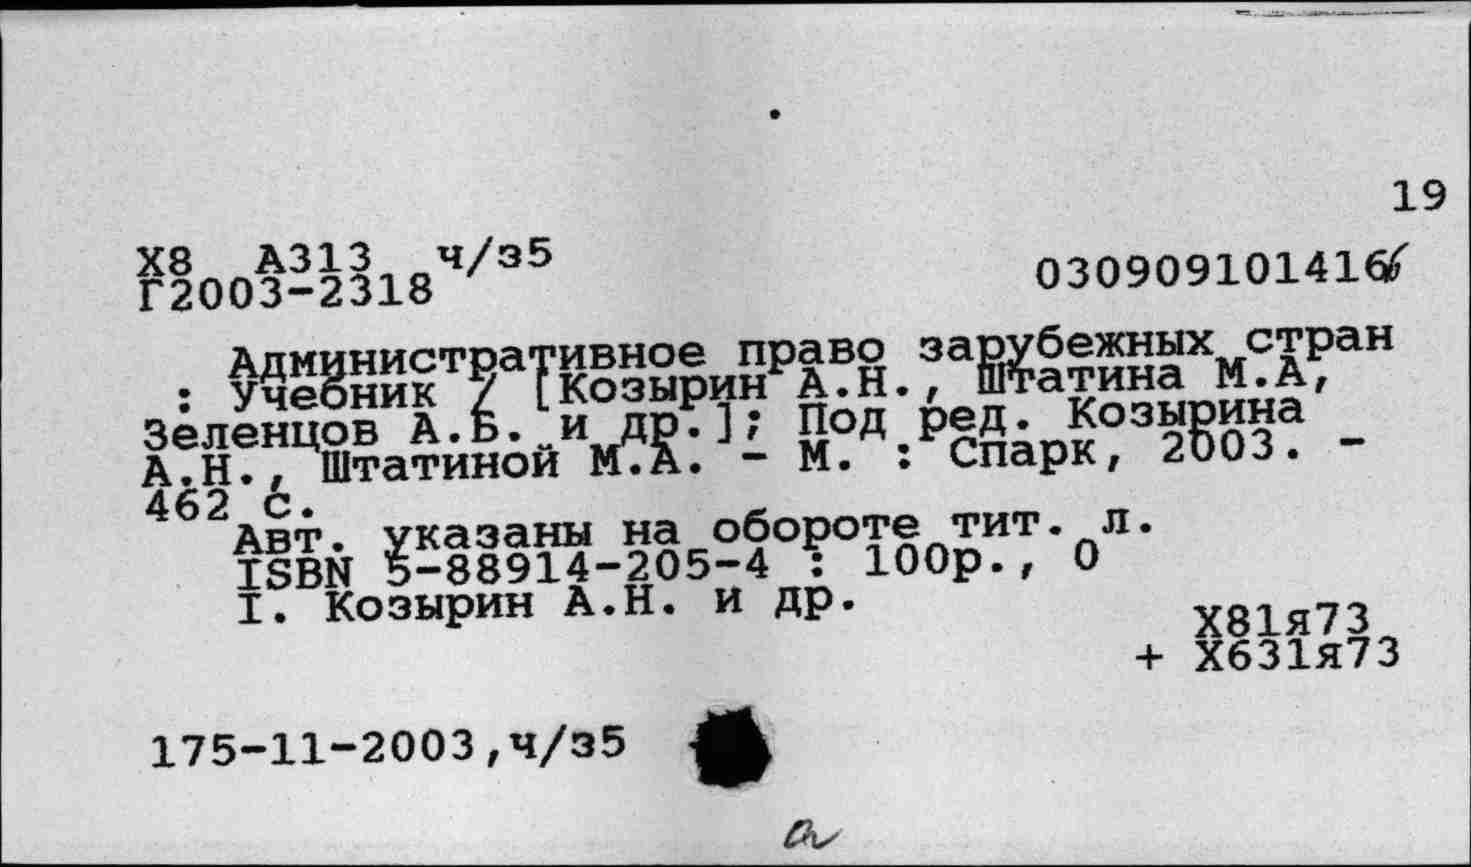 19
Х8 А313 ч/з5
Г2003-2318
0309091014166
Административное право зарубежных стран
: Учебник / [Козырин А.Н., Штатина М.А,
Зеленцов А.Б. и др.]; Под ред. Козырина
А.Н., Штатиной М.А. - М. : Спарк, 2003. -
462 с.
Авт. указаны на обороте тит. л.
ISBN 5-88914-205-4 : 100р., 0
I. Козырин А.Н. и др.
Х81я73
+ Х631я73
175-11-2003,ч/з5